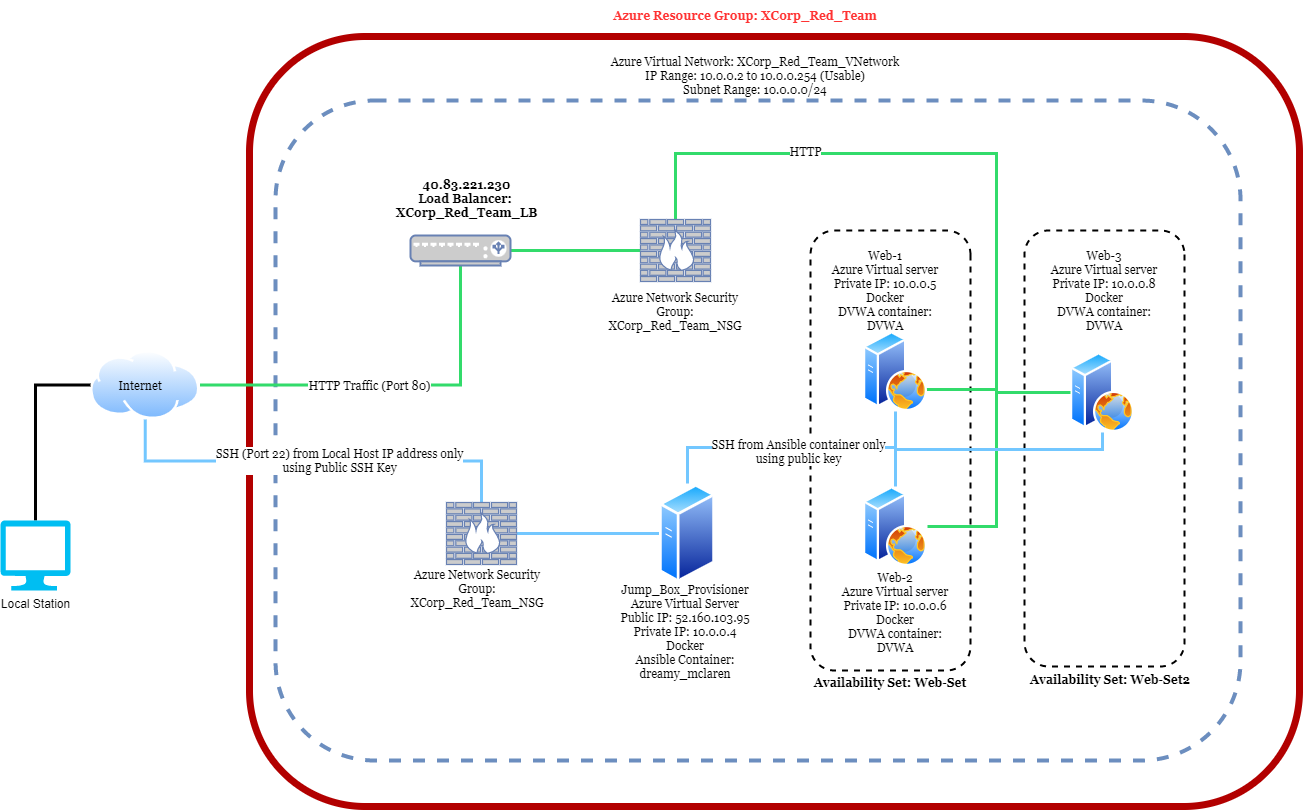 Azure Resource Group: XCorp_Red_Team
Azure Virtual Network: XCorp_Red_Team_VNetwork
IP Range: 10.0.0.2 to 10.0.0.254 (Usable)
Subnet Range: 10.0.0.0/24
HTTP
40.83.221.230
Load Balancer:
XCorp_Red_Team_LB
Azure Network Security
Group:
XCorp_Red_Team_NSG
Web-1
Azure Virtual server
Private IP: 10.0.0.5
Docker
DVWA container:
DVWA
Web-3
Azure Virtual server
Private IP: 10.0.0.8
Docker
DVWA container:
DVWA
Internet
HTTP Traffic (Port 80)
SSH (Port 22) from Local Host IP address only
using Public SSH Key
SSH from Ansible container only
using public key
Local Station
Azure Network Security
Group:
XCorp_Red_Team_NSG
Jump_Box_Provisioner
Azure Virtual Server
Public IP: 52.160.103.95
Private IP: 10.0.0.4
Docker
Ansible Container:
dreamy_mclaren
Web-2
Azure Virtual server
Private IP: 10.0.0.6
Docker
DVWA container:
DVWA
Availability Set: Web-Set
Availability Set: Web-Set2